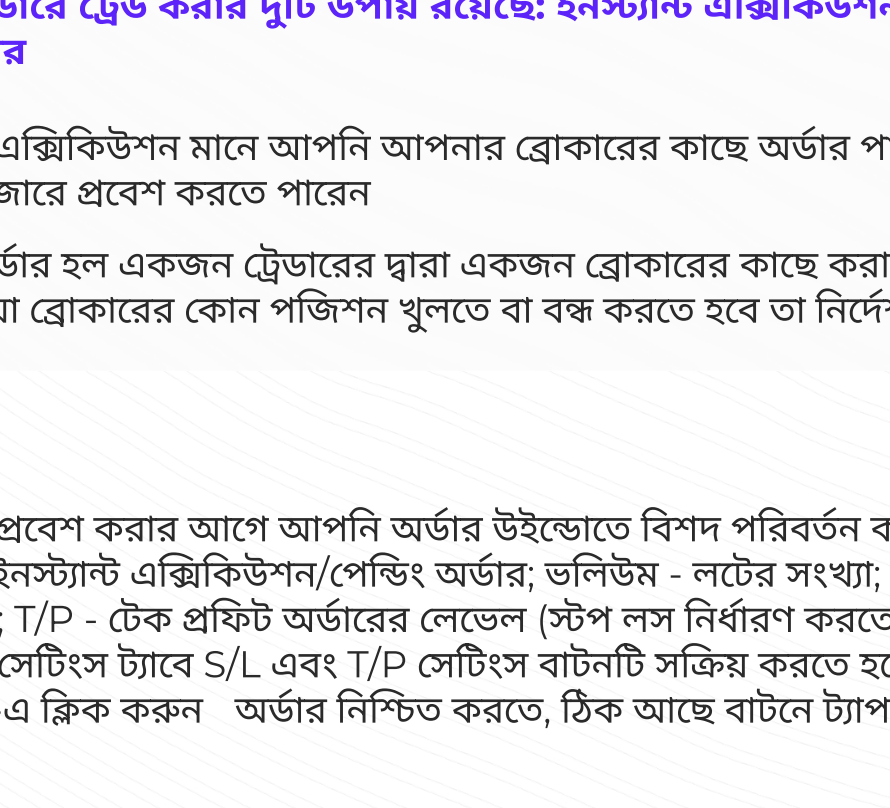 ডারে ট্রেড করার দুটি উপায় রয়েছে: ইনস্ট্যান্ট এক্সিকিউশন
ার
এক্সিকিউশন মানে আপনি আপনার ব্রোকারের কাছে অর্ডার পা
জারে প্রবেশ করতে পারেন
র্ডার হল একজন ট্রেডারের দ্বারা একজন ব্রোকারের কাছে করা
যা ব্রোকারের কোন পজিশন খুলতে বা বন্ধ করতে হবে তা নির্দেশ
প্রবেশ করার আগে আপনি অর্ডার উইন্ডোতে বিশদ পরিবর্তন ক
ইনস্ট্যান্ট এক্সিকিউশন/পেন্ডিং অর্ডার; ভলিউম - লটের সংখ্যা;
; T/P - টেক প্রফিট অর্ডারের লেভেল (স্টপ লস নির্ধারণ করতে
সেটিংস ট্যাবে S/L এবং T/P সেটিংস বাটনটি সক্রিয় করতে হবে
-এ ক্লিক করুন অর্ডার নিশ্চিত করতে, ঠিক আছে বাটনে ট্যাপ